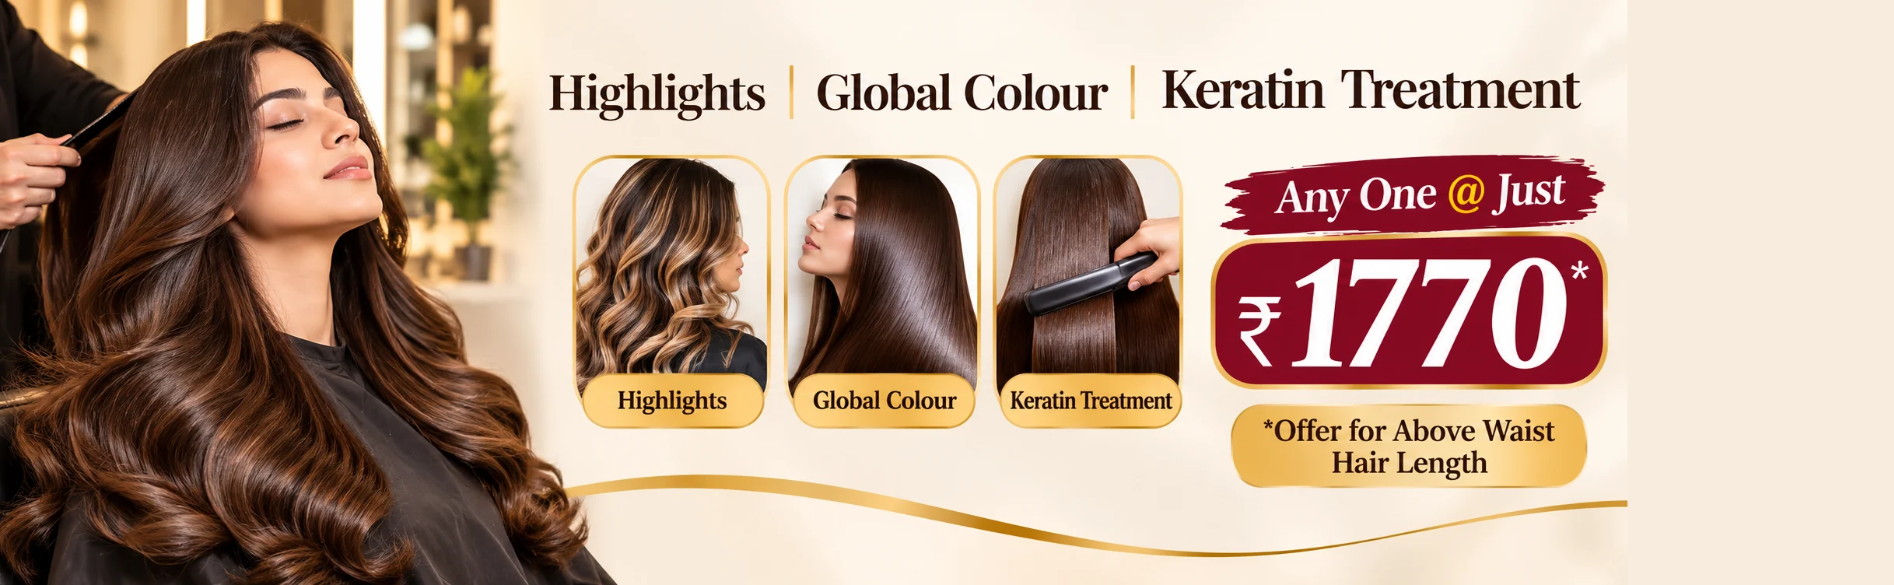 Highlights | Global Colour | Keratin Treatment
Highlights
Global Colour
Keratin Treatment
Any One @ Just
₹1770*
*Offer for Above Waist
Hair Length